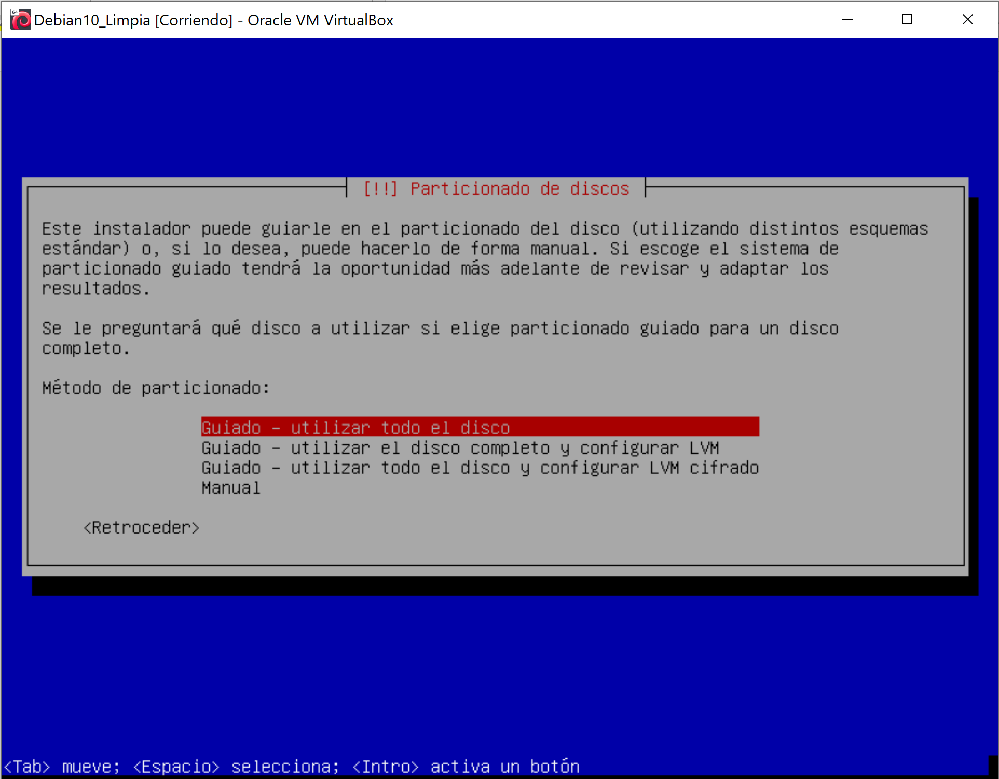 64
Debian10_Limpia [Corriendo] - Oracle VM VirtualBox
[!!] Particionado de discos
Este instalador puede guiarle en el particionado del disco (utilizando distintos esquemas
estándar) o, si lo desea, puede hacerlo de forma manual. Si escoge el sistema de
particionado guiado tendrá la oportunidad más adelante de revisar y adaptar los
resultados.
Se le preguntará qué disco a utilizar si elige particionado guiado para un disco
completo.
Método de particionado:
Guiado - utilizar todo el disco
Guiado - utilizar el disco completo y configurar LVM
Guiado - utilizar todo el disco y configurar LVM cifrado
Manual
<Retroceder>
<Tab> mueve; <Espacio> selecciona; <Intro> activa un botón